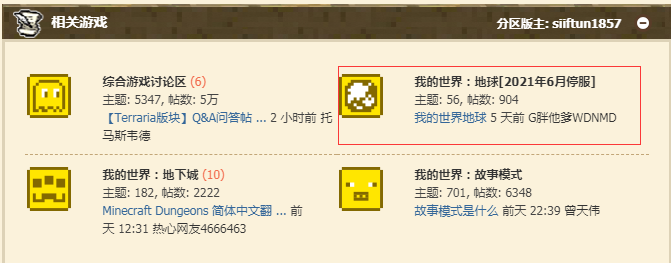 相关游戏
分区版主: siiftun1857
综合游戏讨论区 (6)
主题: 5347, 帖数: 5万
【Terraria版块】Q&A问答帖 ... 2 小时前 托
马斯韦德
我的世界：地球[2021年6月停服]
主题: 56, 帖数: 904
我的世界地球 5 天前 G胖他爹WDNMD
我的世界：地下城 (10)
主题: 182, 帖数: 2222
Minecraft Dungeons 简体中文翻 ... 前
天 12:31 热心网友4666463
我的世界：故事模式
主题: 701, 帖数: 6348
故事模式是什么 前天 22:39 曾天伟